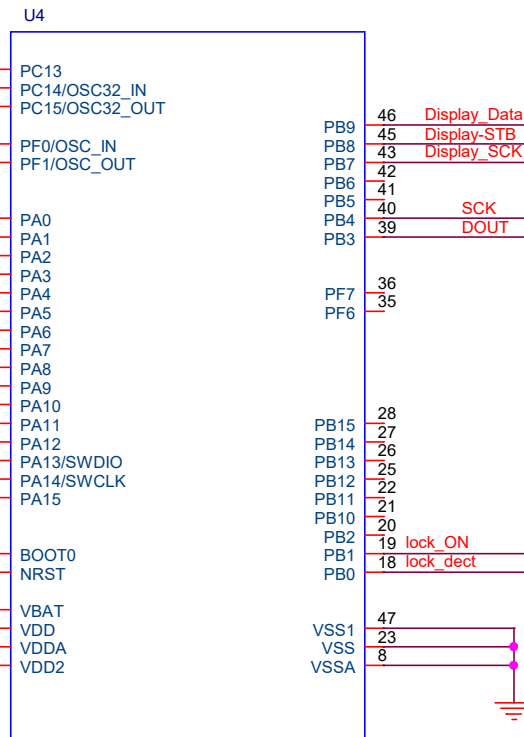 U4
PC13
PC14/OSC32_IN
PC15/OSC32_OUT
PF0/OSC_IN
PF1/OSC_OUT
PA0
PA1
PA2
PA3
PA4
PA5
PA6
PA7
PA8
PA9
PA10
PA11
PA12
PA13/SWDIO
PA14/SWCLK
PA15
BOOT0
NRST
VBAT
VDD
VDDA
VDD2
PB9 46 Display_Data
PB8 45 Display-STB
PB7 43 Display_SCK
PB6 42
PB5 41
PB4 40 SCK
PB3 39 DOUT
PF7 36
PF6 35
PB15 28
PB14 27
PB13 26
PB12 25
PB11 22
PB10 21
PB2 20
PB1 19 lock_ON
PB0 18 lock_dect
VSS1 47
VSS 23
VSSA 8